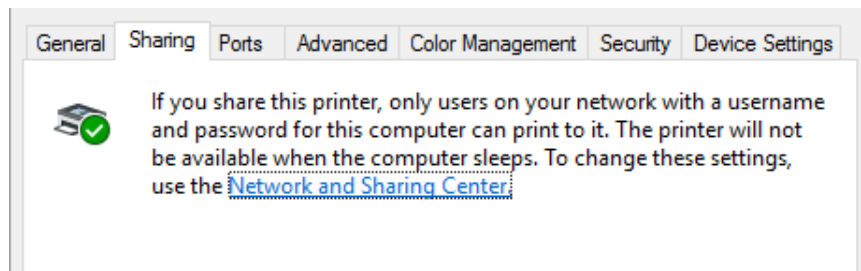 General Sharing Ports Advanced Color Management Security Device Settings
If you share this printer, only users on your network with a username
and password for this computer can print to it. The printer will not
be available when the computer sleeps. To change these settings,
use the Network and Sharing Center.